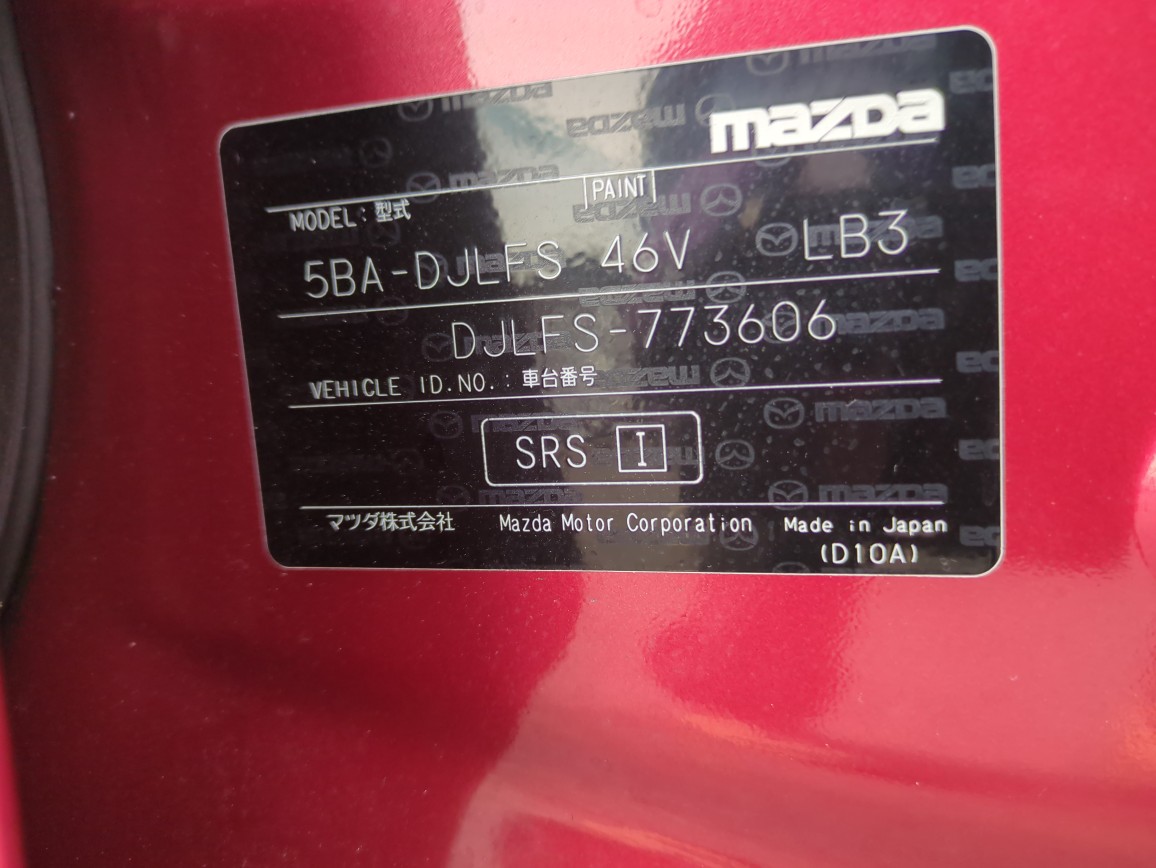 mazda
PAINT
MODEL:型式
5BA-DJLFS 46V LB3
DJLFS-773606
VEHICLE ID.NO.:車台番号
SRS I
マツダ株式会社 Mazda Motor Corporation Made in Japan
(D10A)